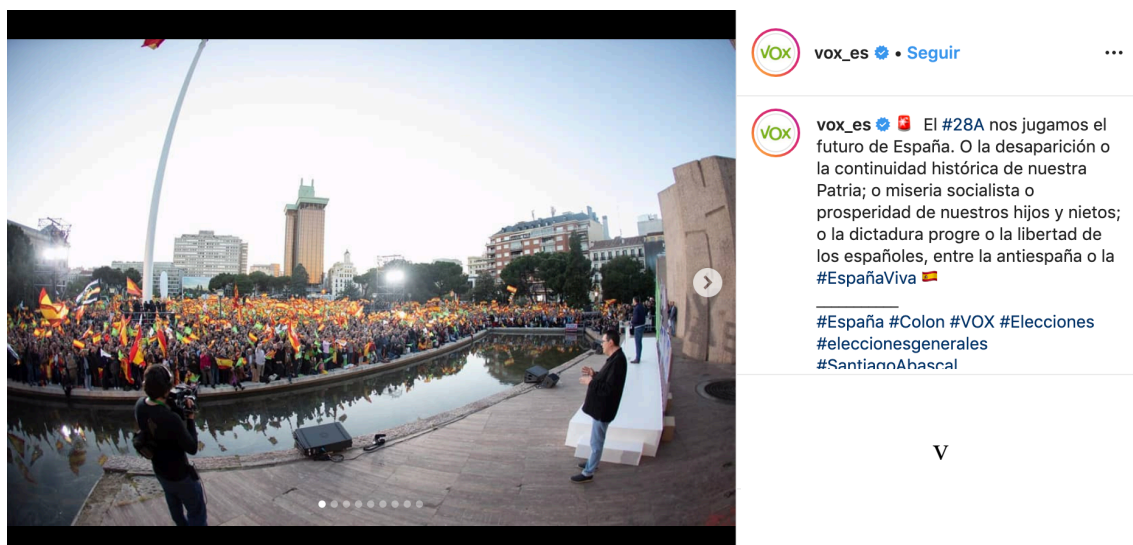 VOX
vox_es • Seguir
VOX
vox_es El #28A nos jugamos el
futuro de España. O la desaparición o
la continuidad histórica de nuestra
Patria; o miseria socialista o
prosperidad de nuestros hijos y nietos;
o la dictadura progre o la libertad de
los españoles, entre la antiespaña o la
#EspañaViva 🇪🇸
__________
#España #Colon #VOX #Elecciones
#eleccionesgenerales
#SantiagoAbascal
V